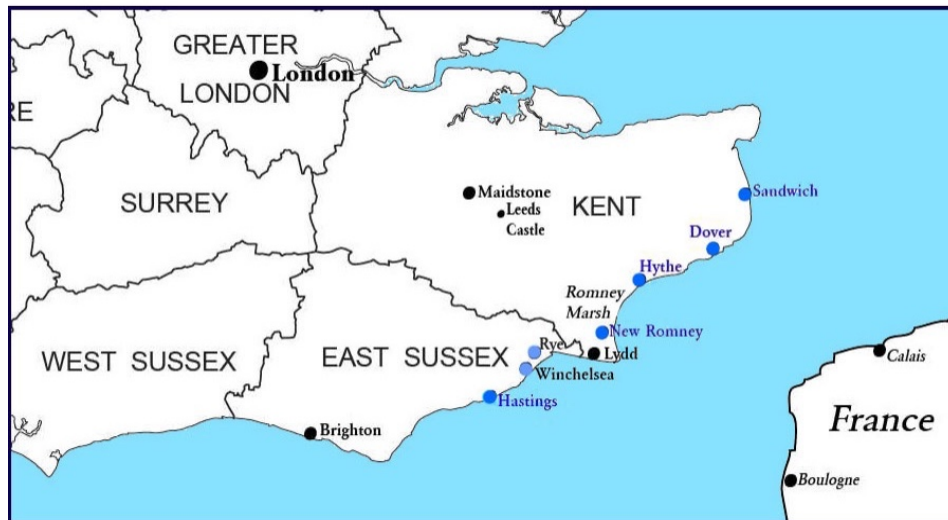 GREATER
London
LONDON
RE
SURREY
Maidstone
Leeds
Castle
KENT
Sandwich
Dover
Hythe
Romney
Marsh
New Romney
Rye
Lydd
WEST SUSSEX
EAST SUSSEX
Winchelsea
Hastings
Brighton
Calais
France
Boulogne